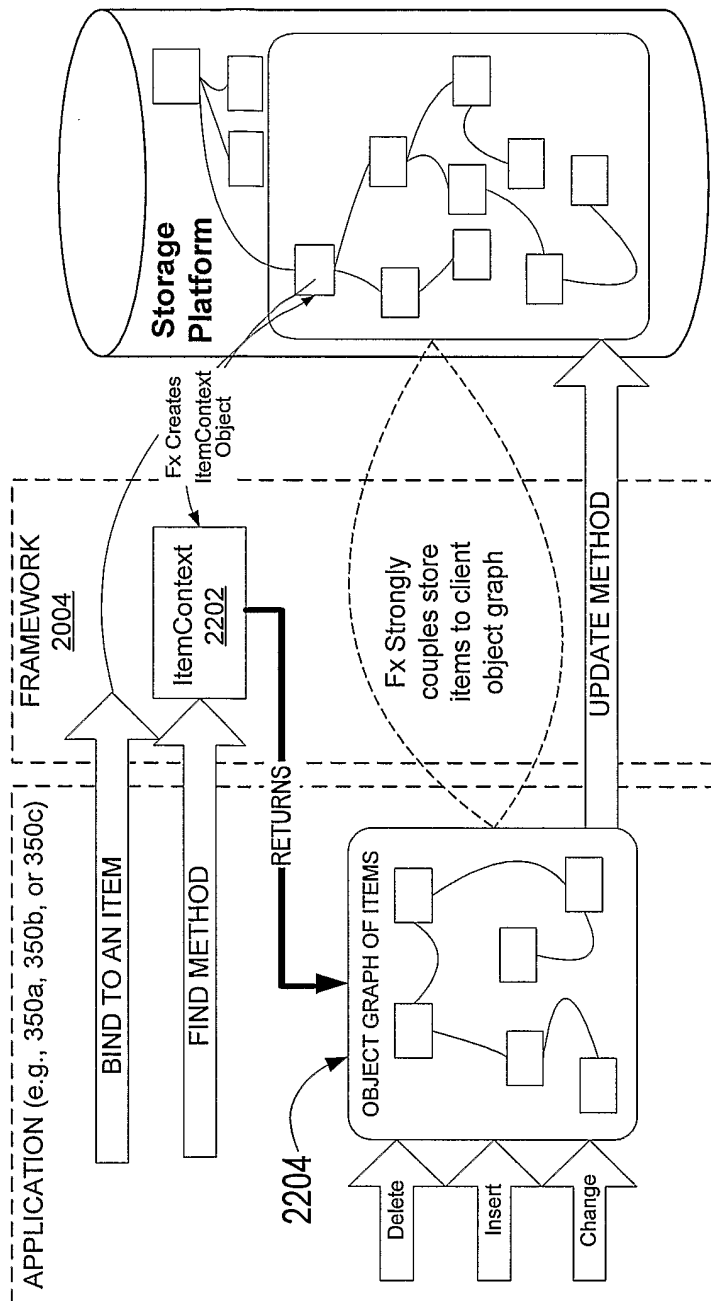 APPLICATION (e.g., 350a, 350b, or 350c)
BIND TO AN ITEM
FIND METHOD
RETURNS
2204
OBJECT GRAPH OF ITEMS
Delete
Insert
Change
FRAMEWORK
2004
ItemContext
2202
Fx Creates
ItemContext
Object
Fx Strongly
couples store
items to client
object graph
UPDATE METHOD
Storage
Platform